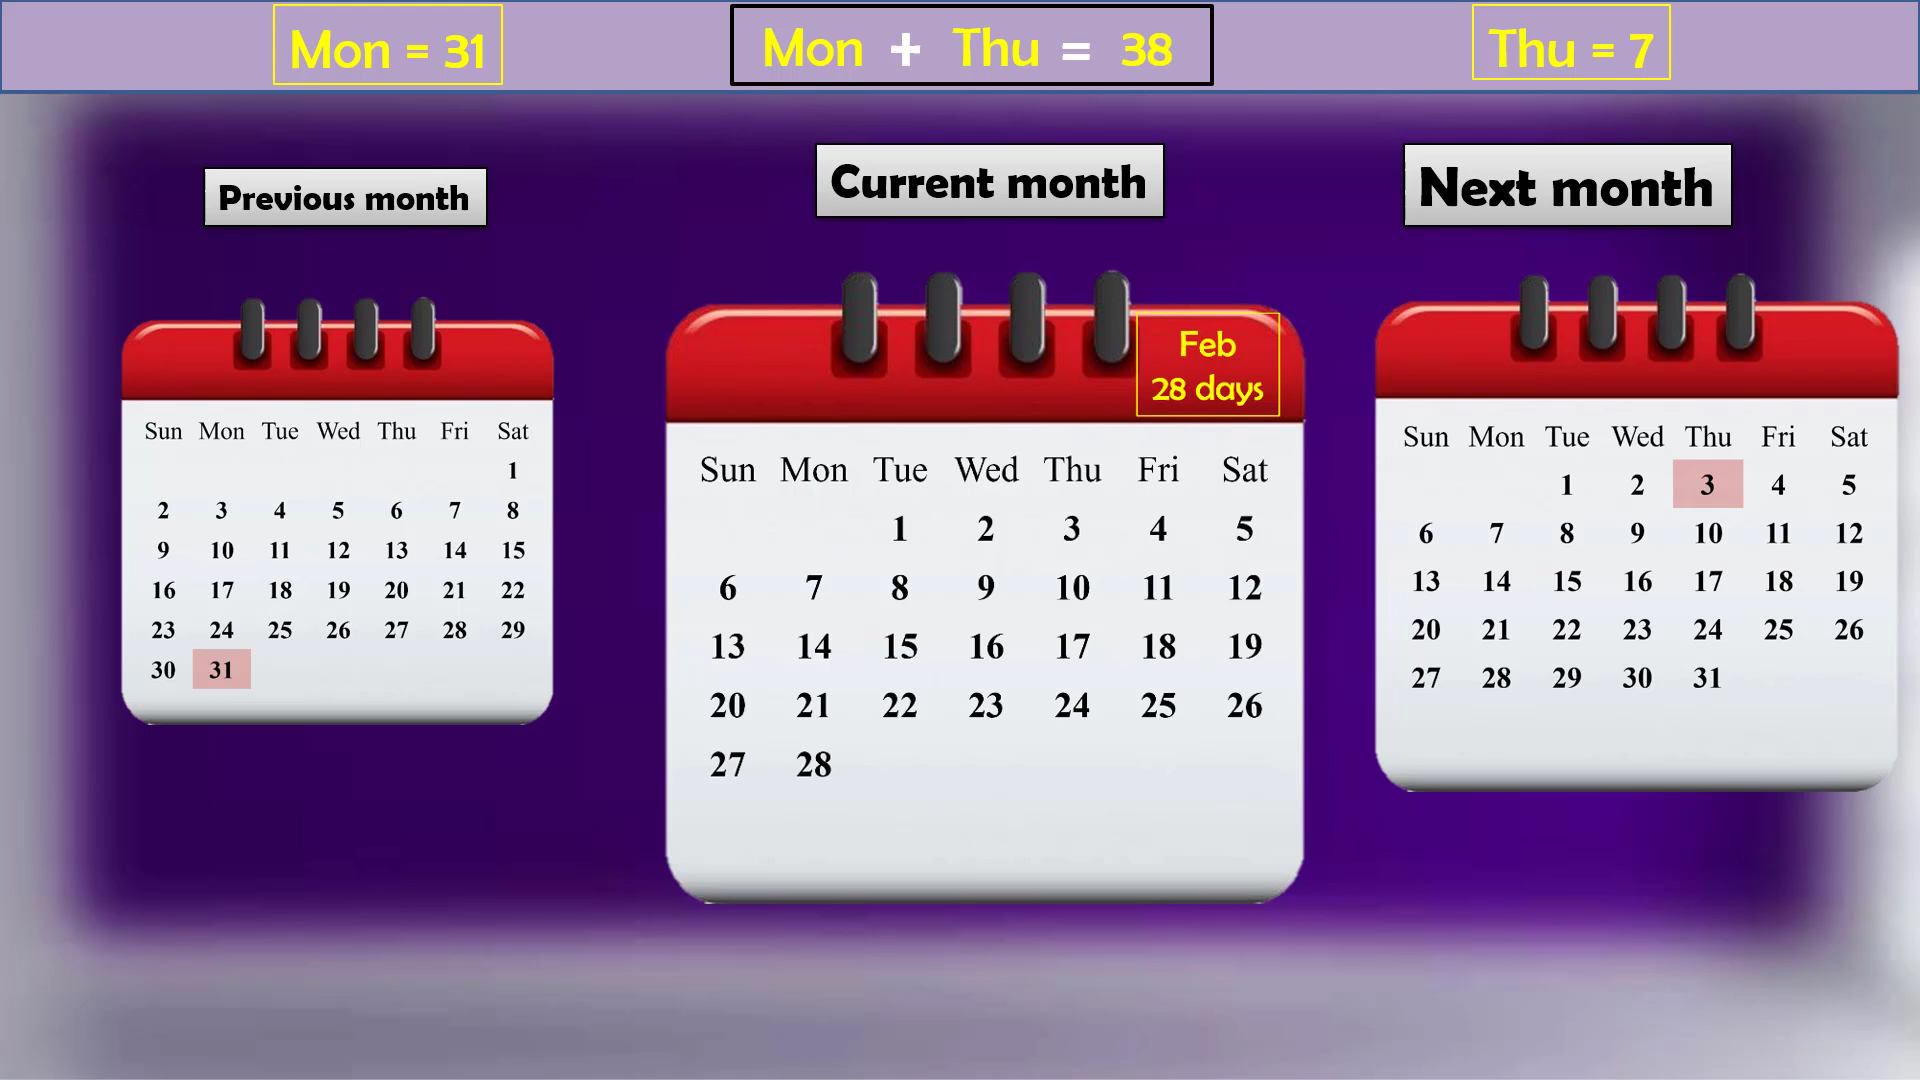 Mon = 31
Mon + Thu = 38
Thu = 7
Previous month
Current month
Next month
Sun Mon Tue Wed Thu Fri Sat
1
2 3 4 5 6 7 8
9 10 11 12 13 14 15
16 17 18 19 20 21 22
23 24 25 26 27 28 29
30 31
Feb
28 days
Sun Mon Tue Wed Thu Fri Sat
1 2 3 4 5
6 7 8 9 10 11 12
13 14 15 16 17 18 19
20 21 22 23 24 25 26
27 28
Sun Mon Tue Wed Thu Fri Sat
1 2 3 4 5
6 7 8 9 10 11 12
13 14 15 16 17 18 19
20 21 22 23 24 25 26
27 28 29 30 31